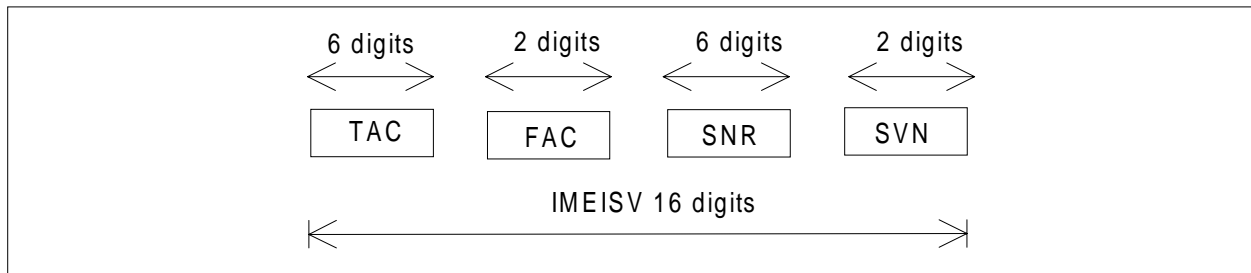 6 digits 2 digits 6 digits 2 digits
TAC FAC SNR SVN
IMEISV 16 digits